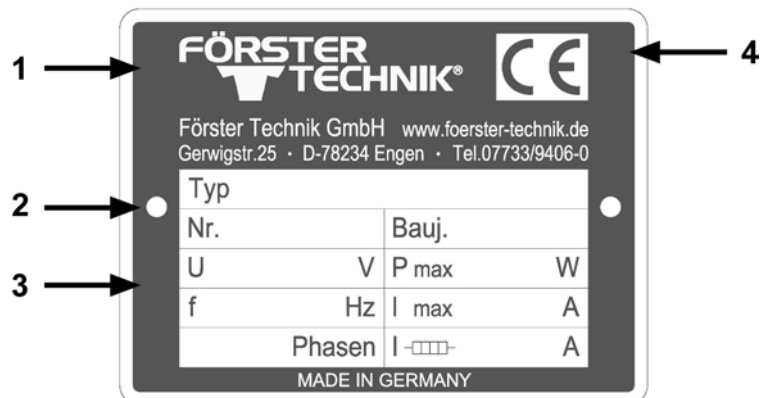 1
FÖRSTER
TECHNIK®
CE
4
Förster Technik GmbH www.foerster-technik.de
Gerwigstr.25 · D-78234 Engen · Tel.07733/9406-0
2
Typ
Nr. Bauj.
3
U V P max W
f Hz I max A
Phasen I A
MADE IN GERMANY